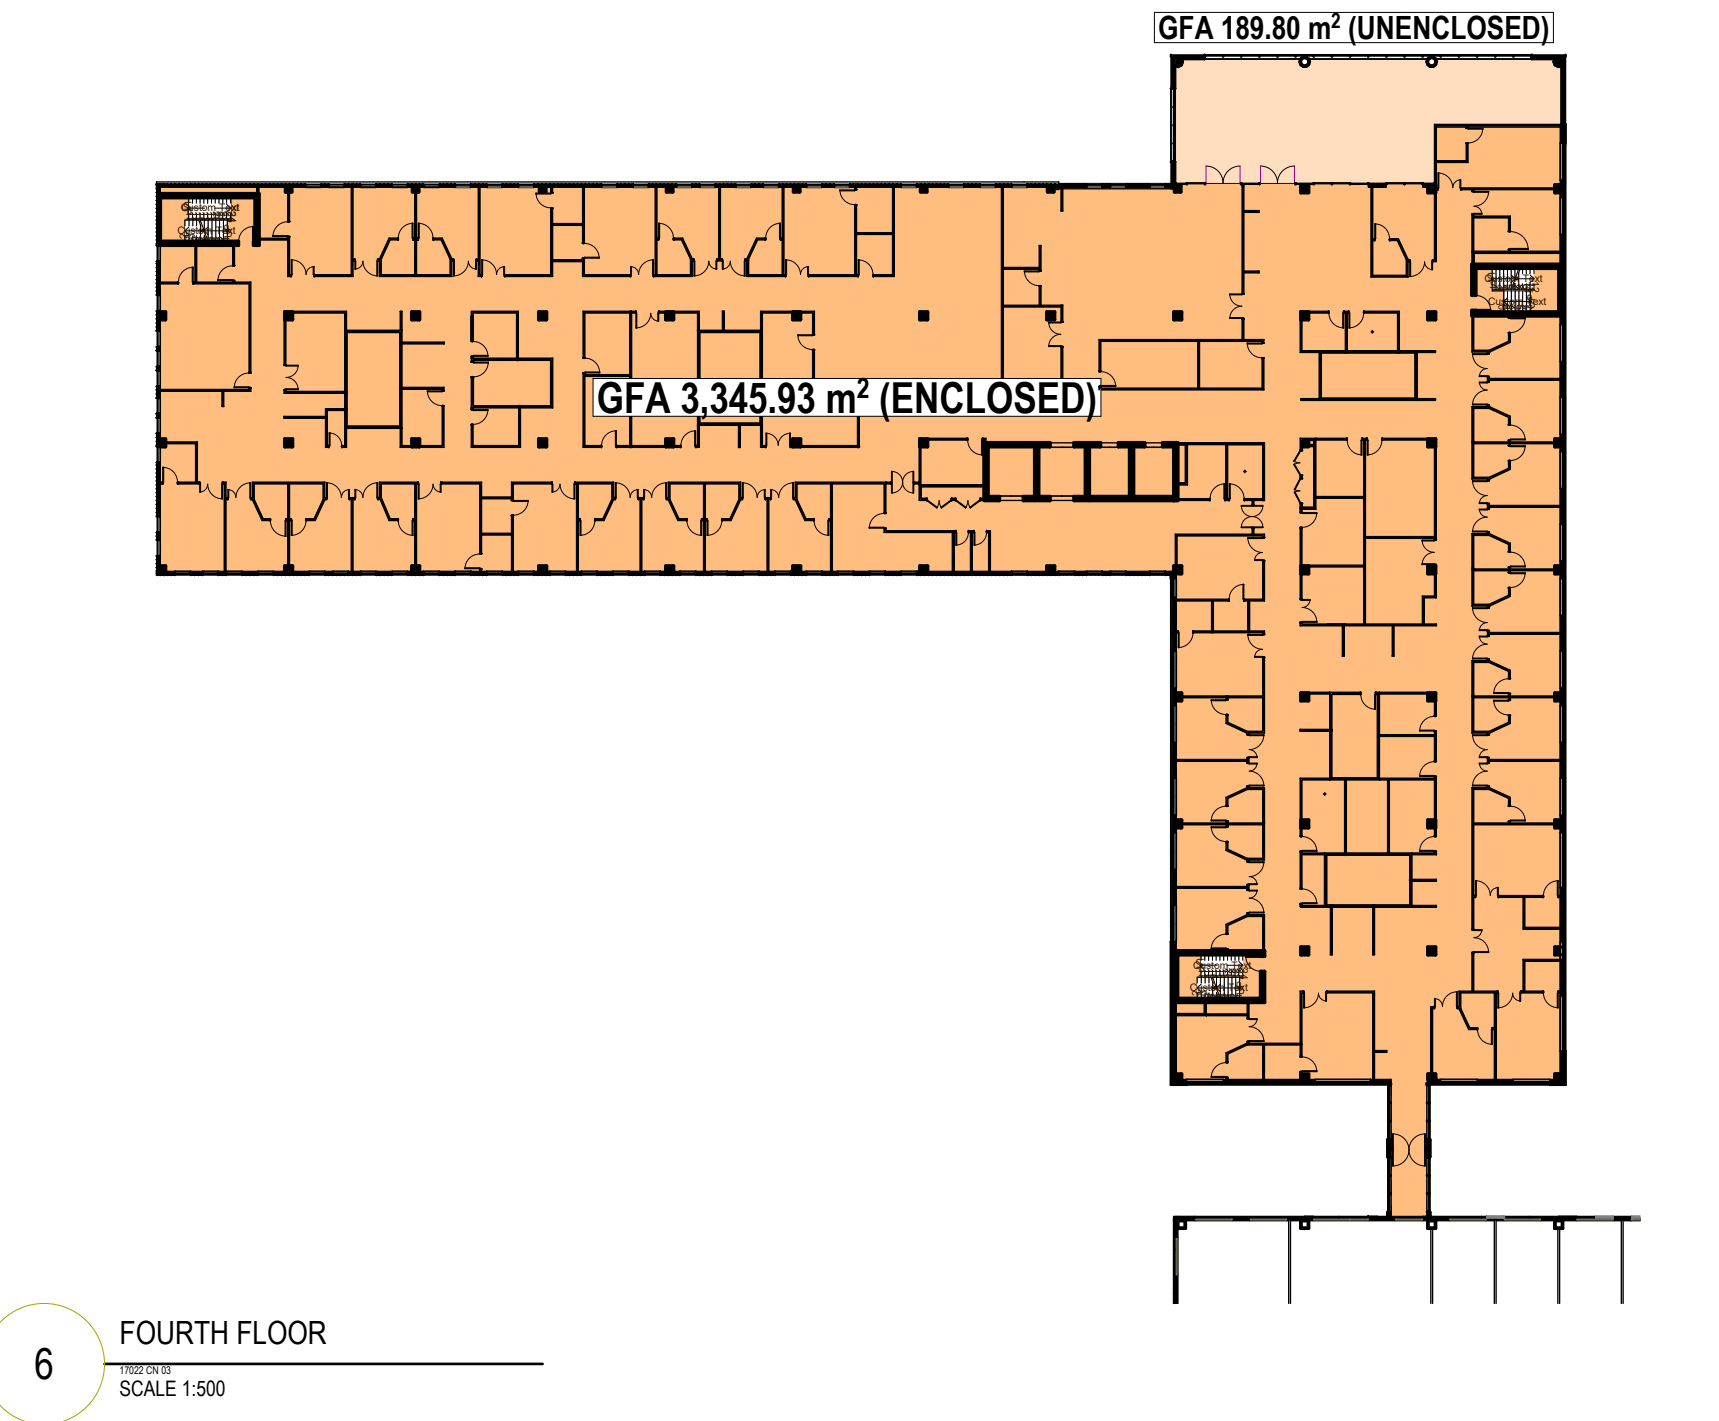 GFA 189.80 m² (UNENCLOSED)
GFA 3,345.93 m² (ENCLOSED)
6
FOURTH FLOOR
17022 CN 03
SCALE 1:500